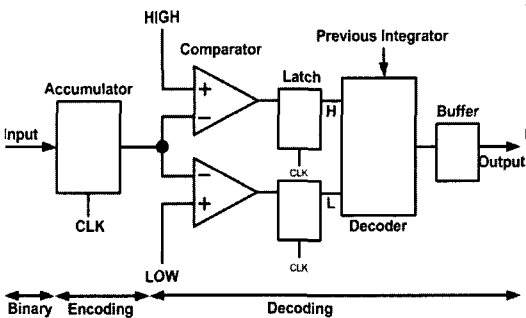 HIGH
Comparator
Previous Integrator
Accumulator
Latch
Buffer
Input
+
−
H
Output
CLK
−
+
L
CLK
Decoder
CLK
LOW
Binary
Encoding
Decoding